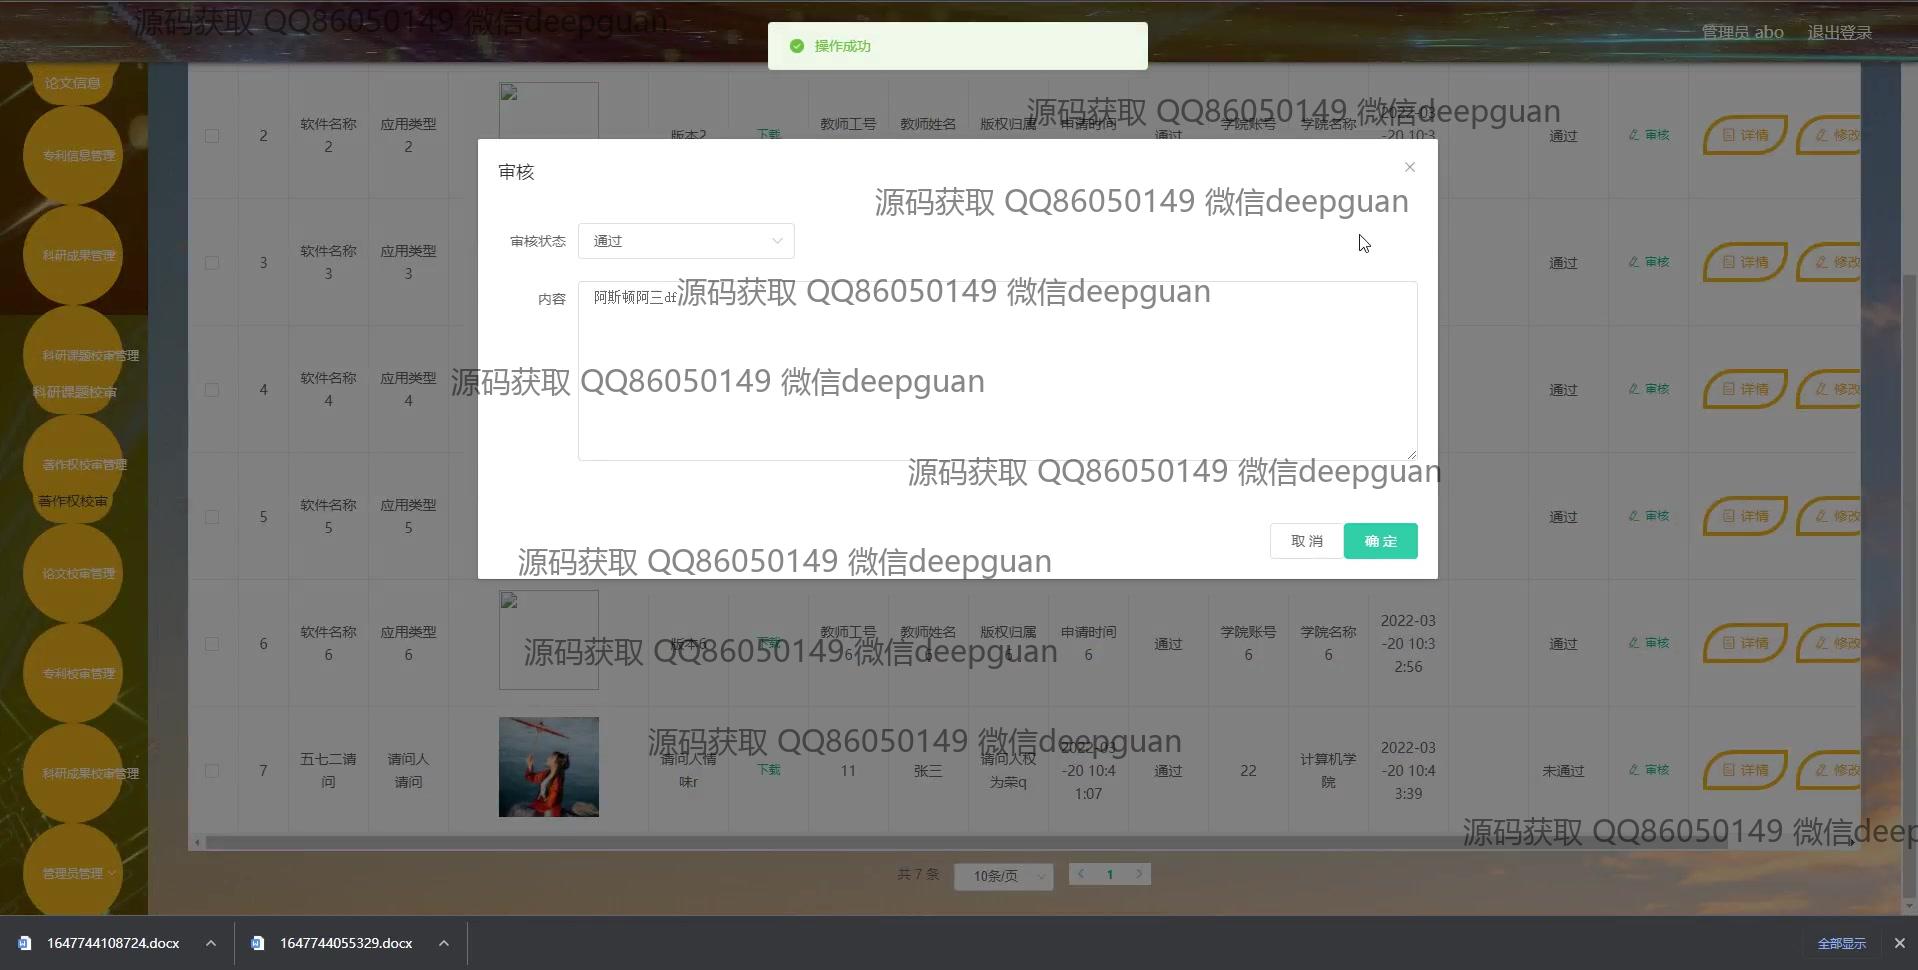 源码获取 QQ86050149 微信deepguan
操作成功
管理员 abo
退出登录
论文信息
专利信息管理
科研成果管理
科研课题校审管理
科研课题校审
著作权校审管理
著作权校审
论文校审管理
专利校审管理
科研成果校审管理
管理员管理
源码获取 QQ86050149 微信deepguan
2
软件名称
2
应用类型
2
版本2
下载
教师工号
教师姓名
版权归属
申请时间
通过
学院账号
学院名称
2022-03
-20 10:3
通过
审核
详情
修改
审核
源码获取 QQ86050149 微信deepguan
审核状态
通过
内容
阿斯顿阿三df
源码获取 QQ86050149 微信deepguan
源码获取 QQ86050149 微信deepguan
源码获取 QQ86050149 微信deepguan
取 消
确 定
源码获取 QQ86050149 微信deepguan
3
软件名称
3
应用类型
3
通过
审核
详情
修改
4
软件名称
4
应用类型
4
通过
审核
详情
修改
5
软件名称
5
应用类型
5
通过
审核
详情
修改
6
软件名称
6
应用类型
6
版本6
下载
教师工号
6
教师姓名
6
版权归属
6
申请时间
6
通过
学院账号
6
学院名称
6
2022-03
-20 10:3
2:56
通过
审核
详情
修改
源码获取 QQ86050149 微信deepguan
7
五七二请
问
请问人
请问
请问人情
味r
下载
11
张三
请问人权
为荣q
2022-03
-20 10:4
1:07
通过
22
计算机学
院
2022-03
-20 10:4
3:39
未通过
审核
详情
修改
源码获取 QQ86050149 微信deepguan
源码获取 QQ86050149 微信deep
共 7 条
10条/页
1
1647744108724.docx
1647744055329.docx
全部显示